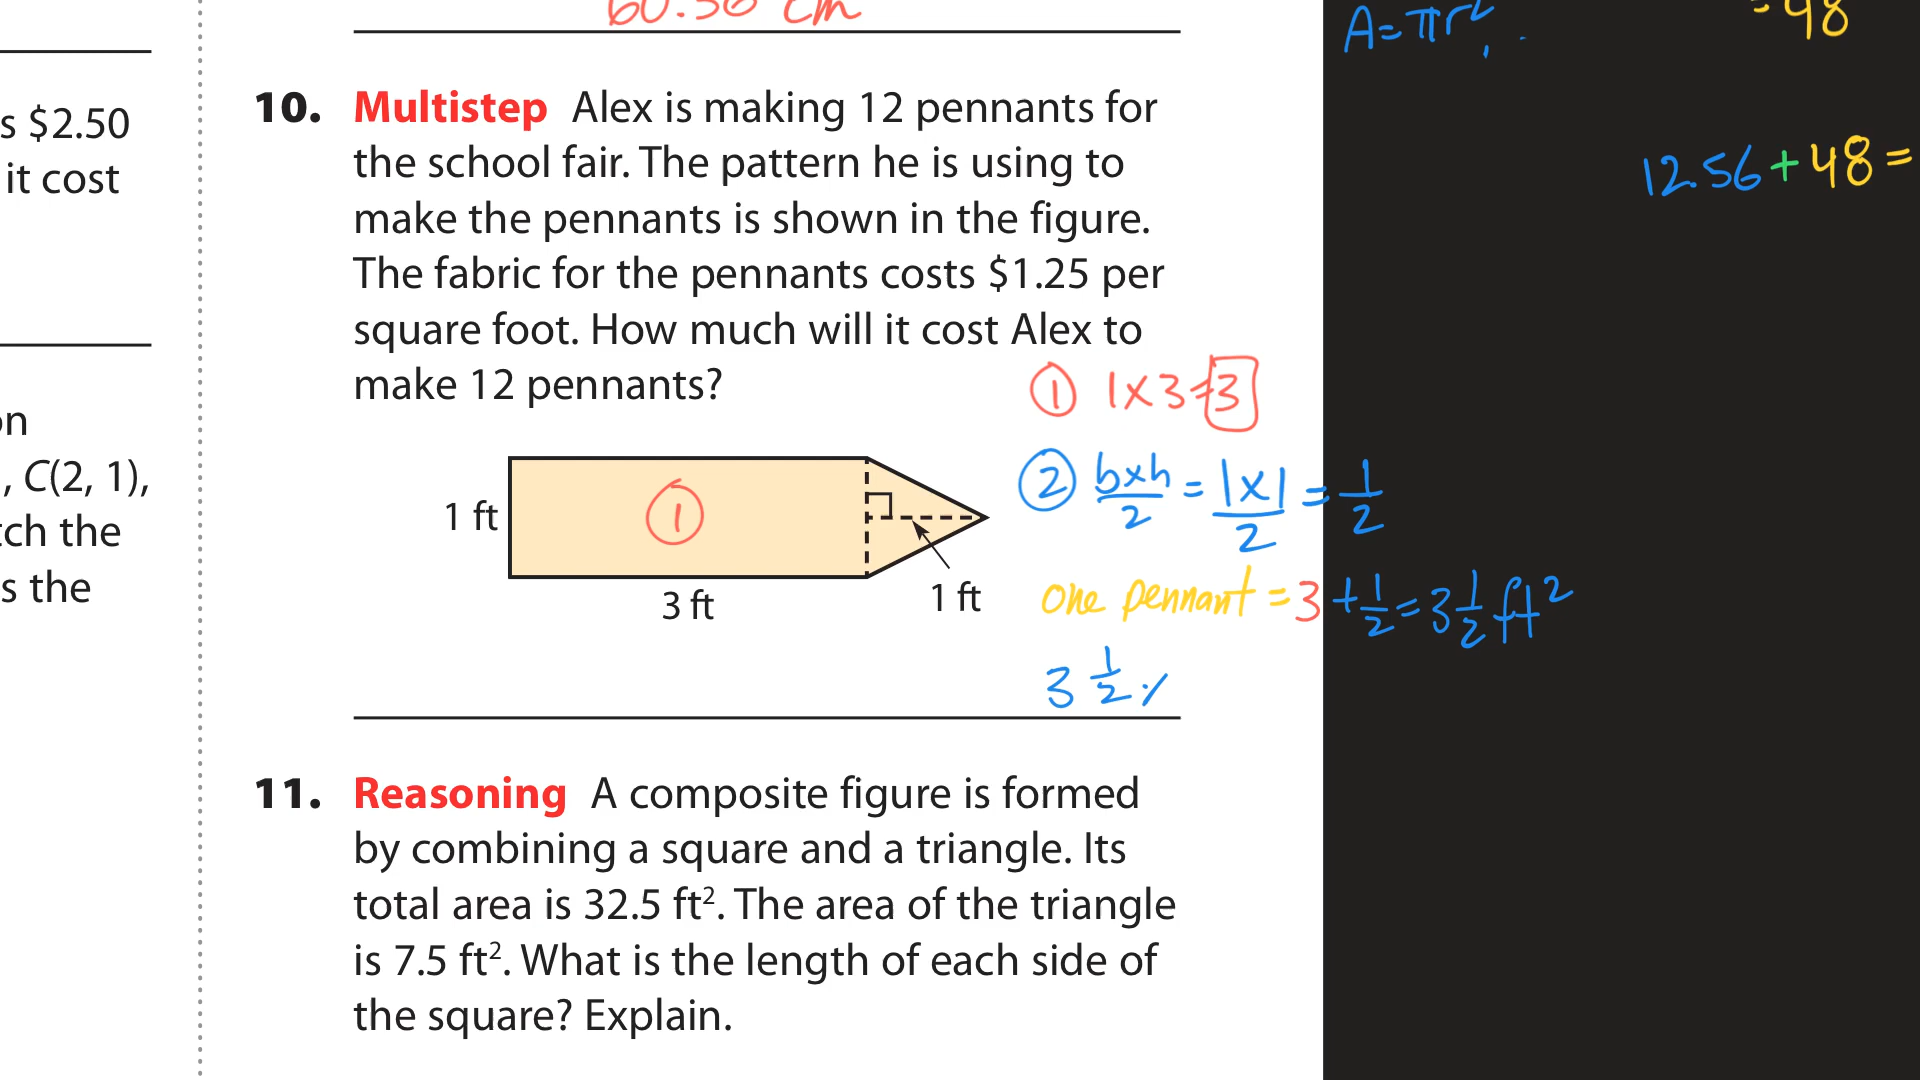 60.56 cm
A=πr²
=48
s $2.50
it cost
on
, C(2, 1),
tch the
s the
10. Multistep Alex is making 12 pennants for
the school fair. The pattern he is using to
make the pennants is shown in the figure.
The fabric for the pennants costs $1.25 per
square foot. How much will it cost Alex to
make 12 pennants?
12.56+48=
① 1×3=3
② b×h/2 = 1×1/2 = 1/2
1 ft
①
3 ft
1 ft
one pennant = 3 + 1/2 = 3 1/2 ft²
3 1/2
11. Reasoning A composite figure is formed
by combining a square and a triangle. Its
total area is 32.5 ft². The area of the triangle
is 7.5 ft². What is the length of each side of
the square? Explain.